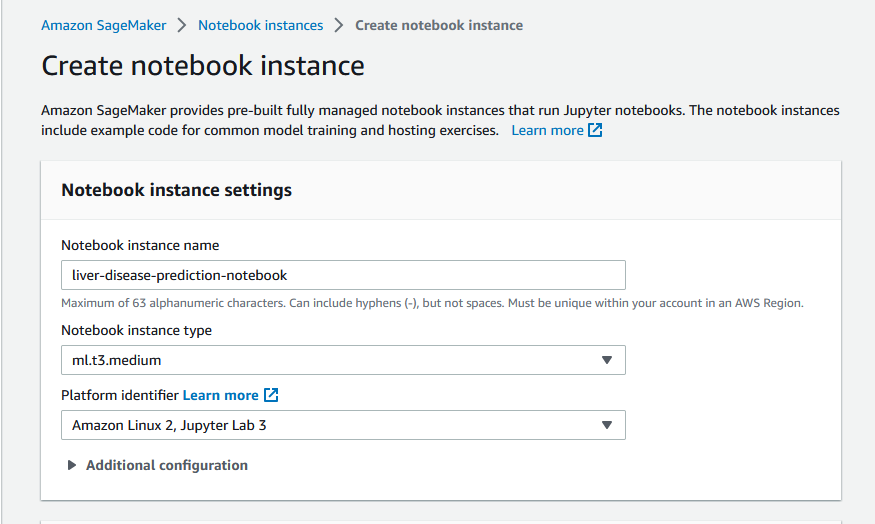 Amazon SageMaker > Notebook instances > Create notebook instance
Create notebook instance
Amazon SageMaker provides pre-built fully managed notebook instances that run Jupyter notebooks. The notebook instances
include example code for common model training and hosting exercises. Learn more
Notebook instance settings
Notebook instance name
liver-disease-prediction-notebook
Maximum of 63 alphanumeric characters. Can include hyphens (-), but not spaces. Must be unique within your account in an AWS Region.
Notebook instance type
ml.t3.medium
Platform identifier Learn more
Amazon Linux 2, Jupyter Lab 3
Additional configuration